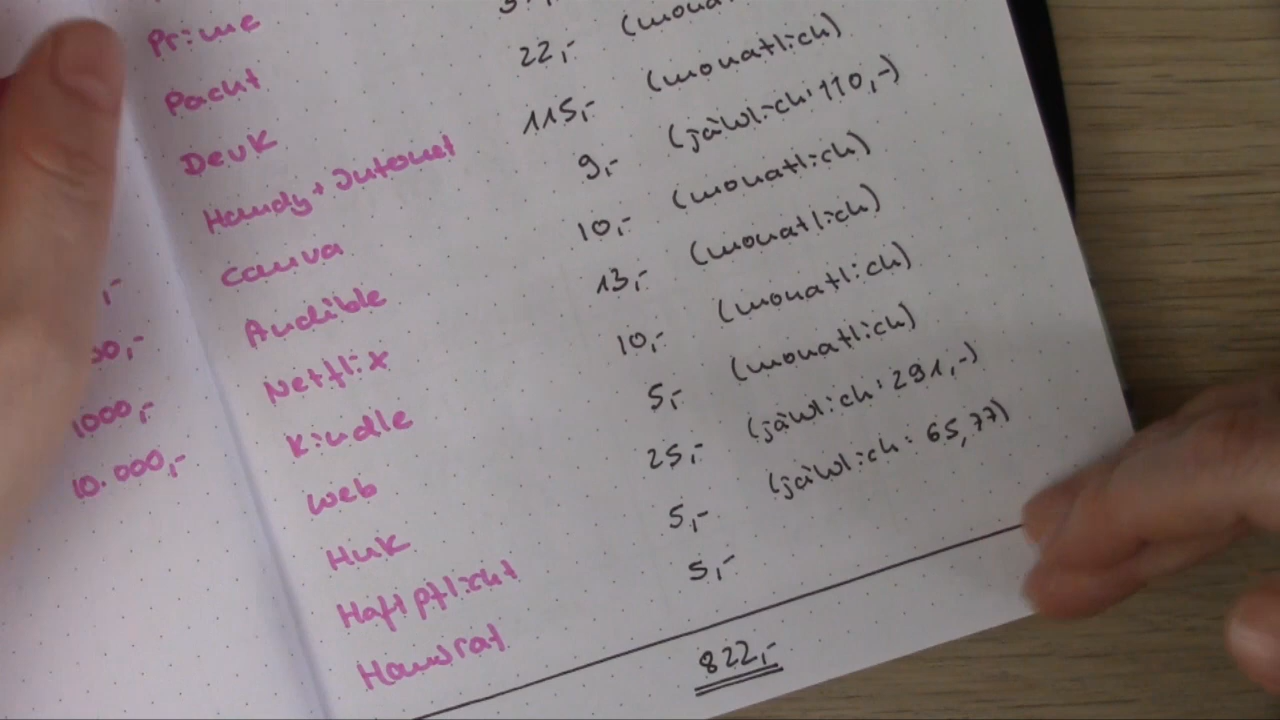 1000,-
10.000,-
Prime
Pacht
Devk 22,- (mona
Handy + Internet 115,- (monatlich)
Canva 9,- (jährlich: 110,-)
Audible 10,- (monatlich)
Netflix 13,- (monatlich)
Kindle 10,- (monatlich)
Web 5,- (monatlich)
Huk 25,- (jährlich: 291,-)
Haftpflicht 5,- (jährlich: 65,77)
Hausrat 5,-
822,-